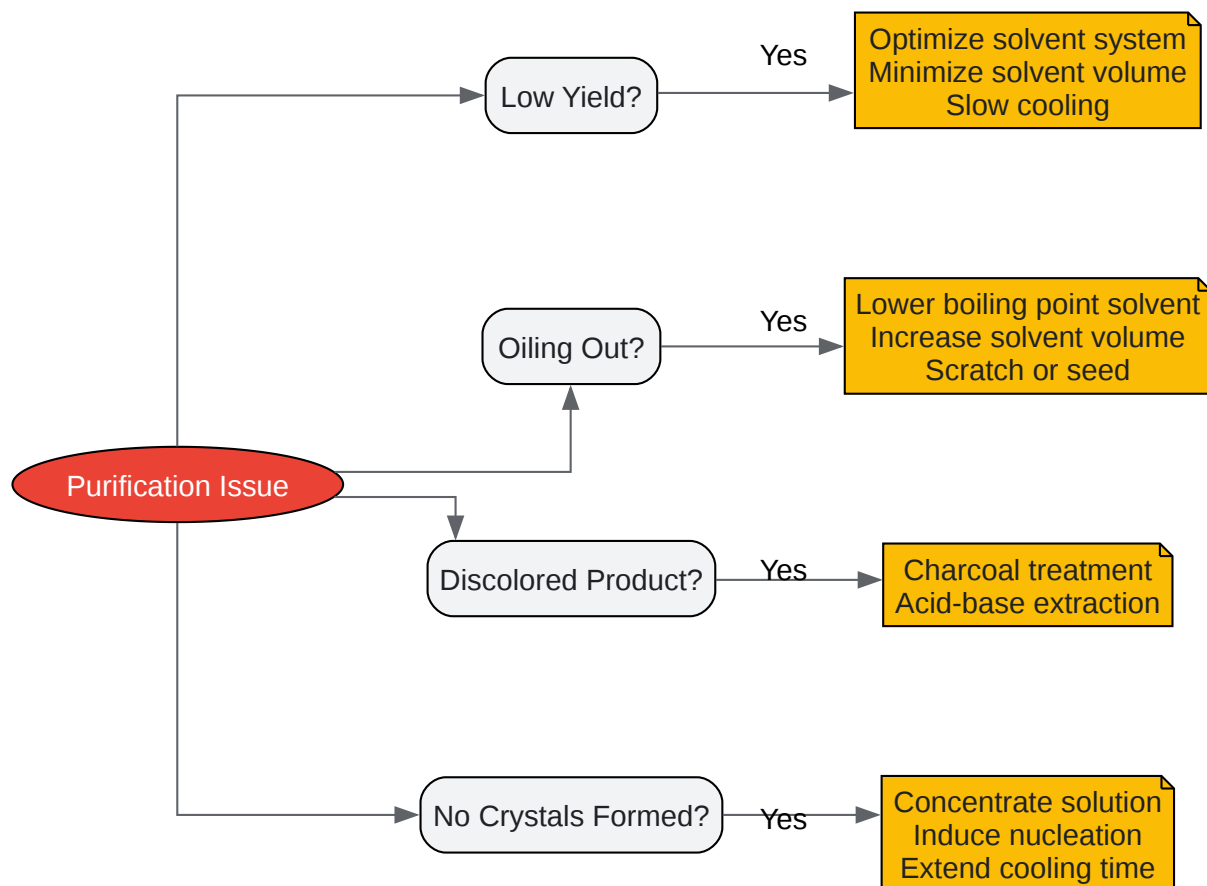 Low Yield?
Yes
Optimize solvent system
Minimize solvent volume
Slow cooling
Oiling Out?
Yes
Lower boiling point solvent
Increase solvent volume
Scratch or seed
Purification Issue
Discolored Product?
Yes
Charcoal treatment
Acid-base extraction
No Crystals Formed?
Yes
Concentrate solution
Induce nucleation
Extend cooling time